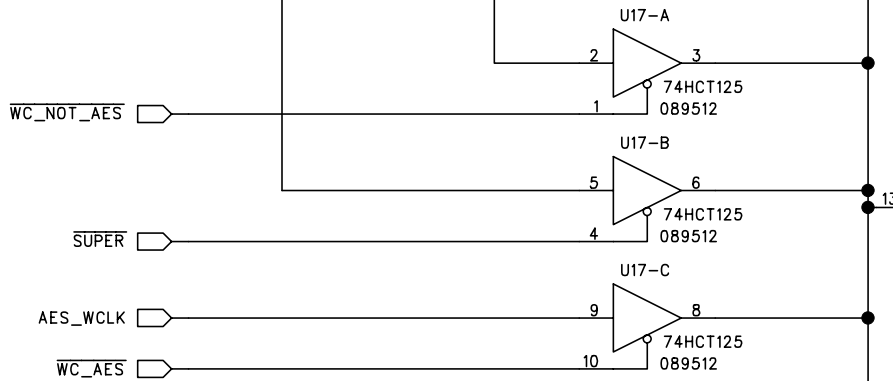 U17-A
2
3
74HCT125
WC_NOT_AES
1
089512
U17-B
5
6
13
74HCT125
SUPER
4
089512
U17-C
AES_WCLK
9
8
74HCT125
WC_AES
10
089512